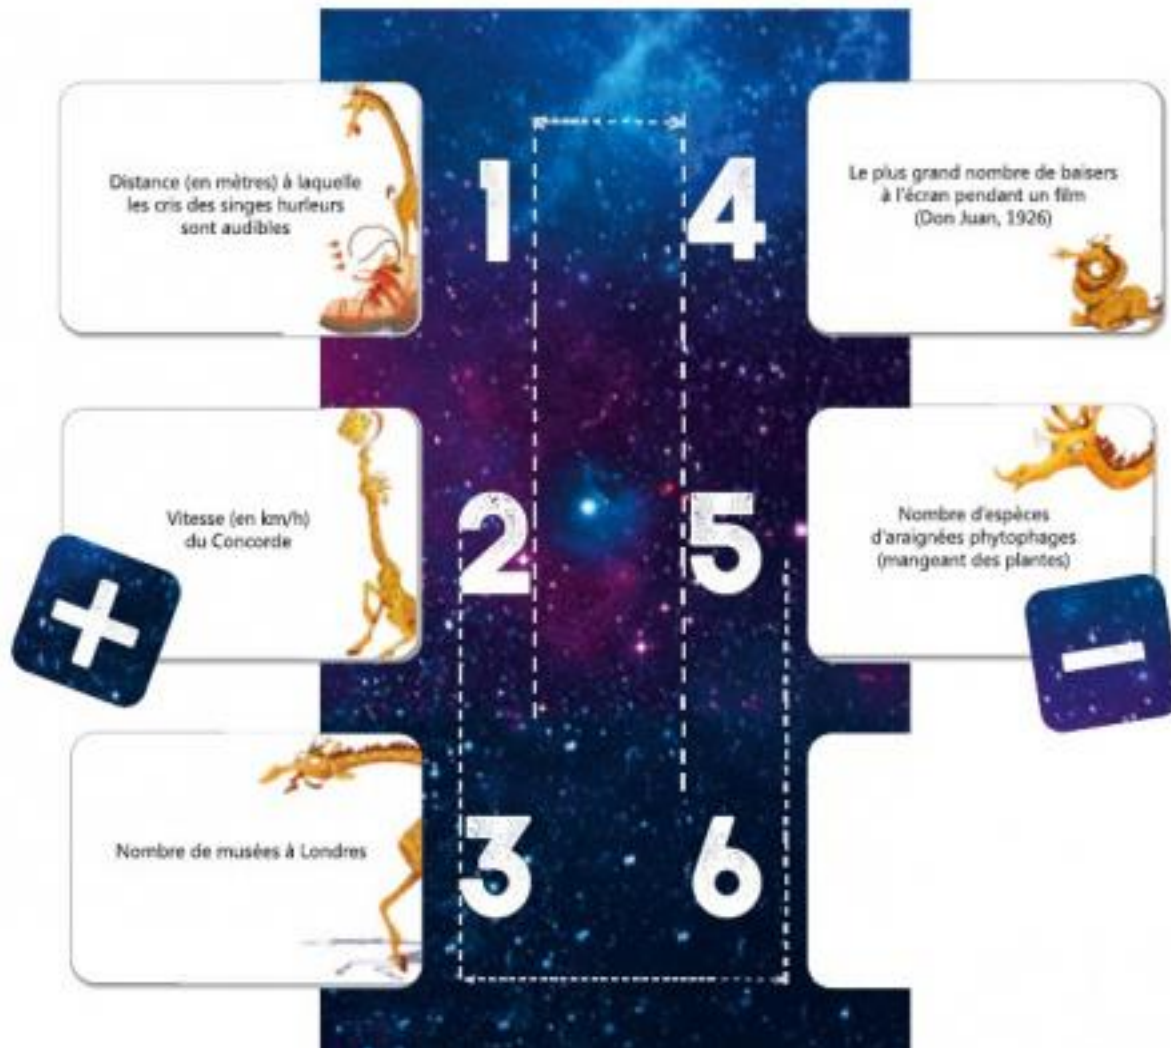 Distance (en mètres) à laquelle
les cris des singes hurleurs
sont audibles
1
4
Le plus grand nombre de baisers
à l'écran pendant un film
(Don Juan, 1926)
Vitesse (en km/h)
du Concorde
2
5
Nombre d'espèces
d'araignées phytophages
(mangeant des plantes)
+
−
Nombre de musées à Londres
3
6